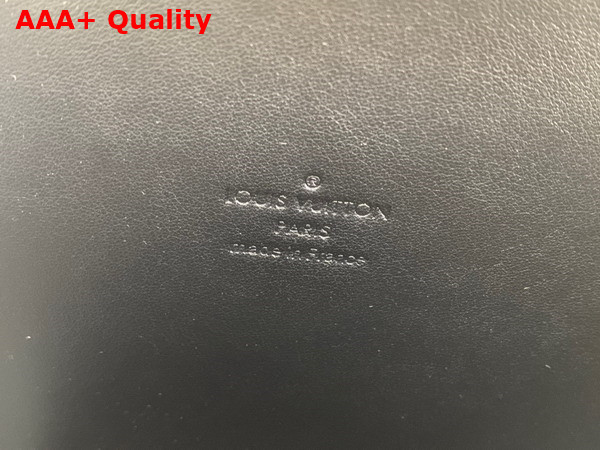 AAA+ Quality
®
LOUIS VUITTON
PARIS
made in France